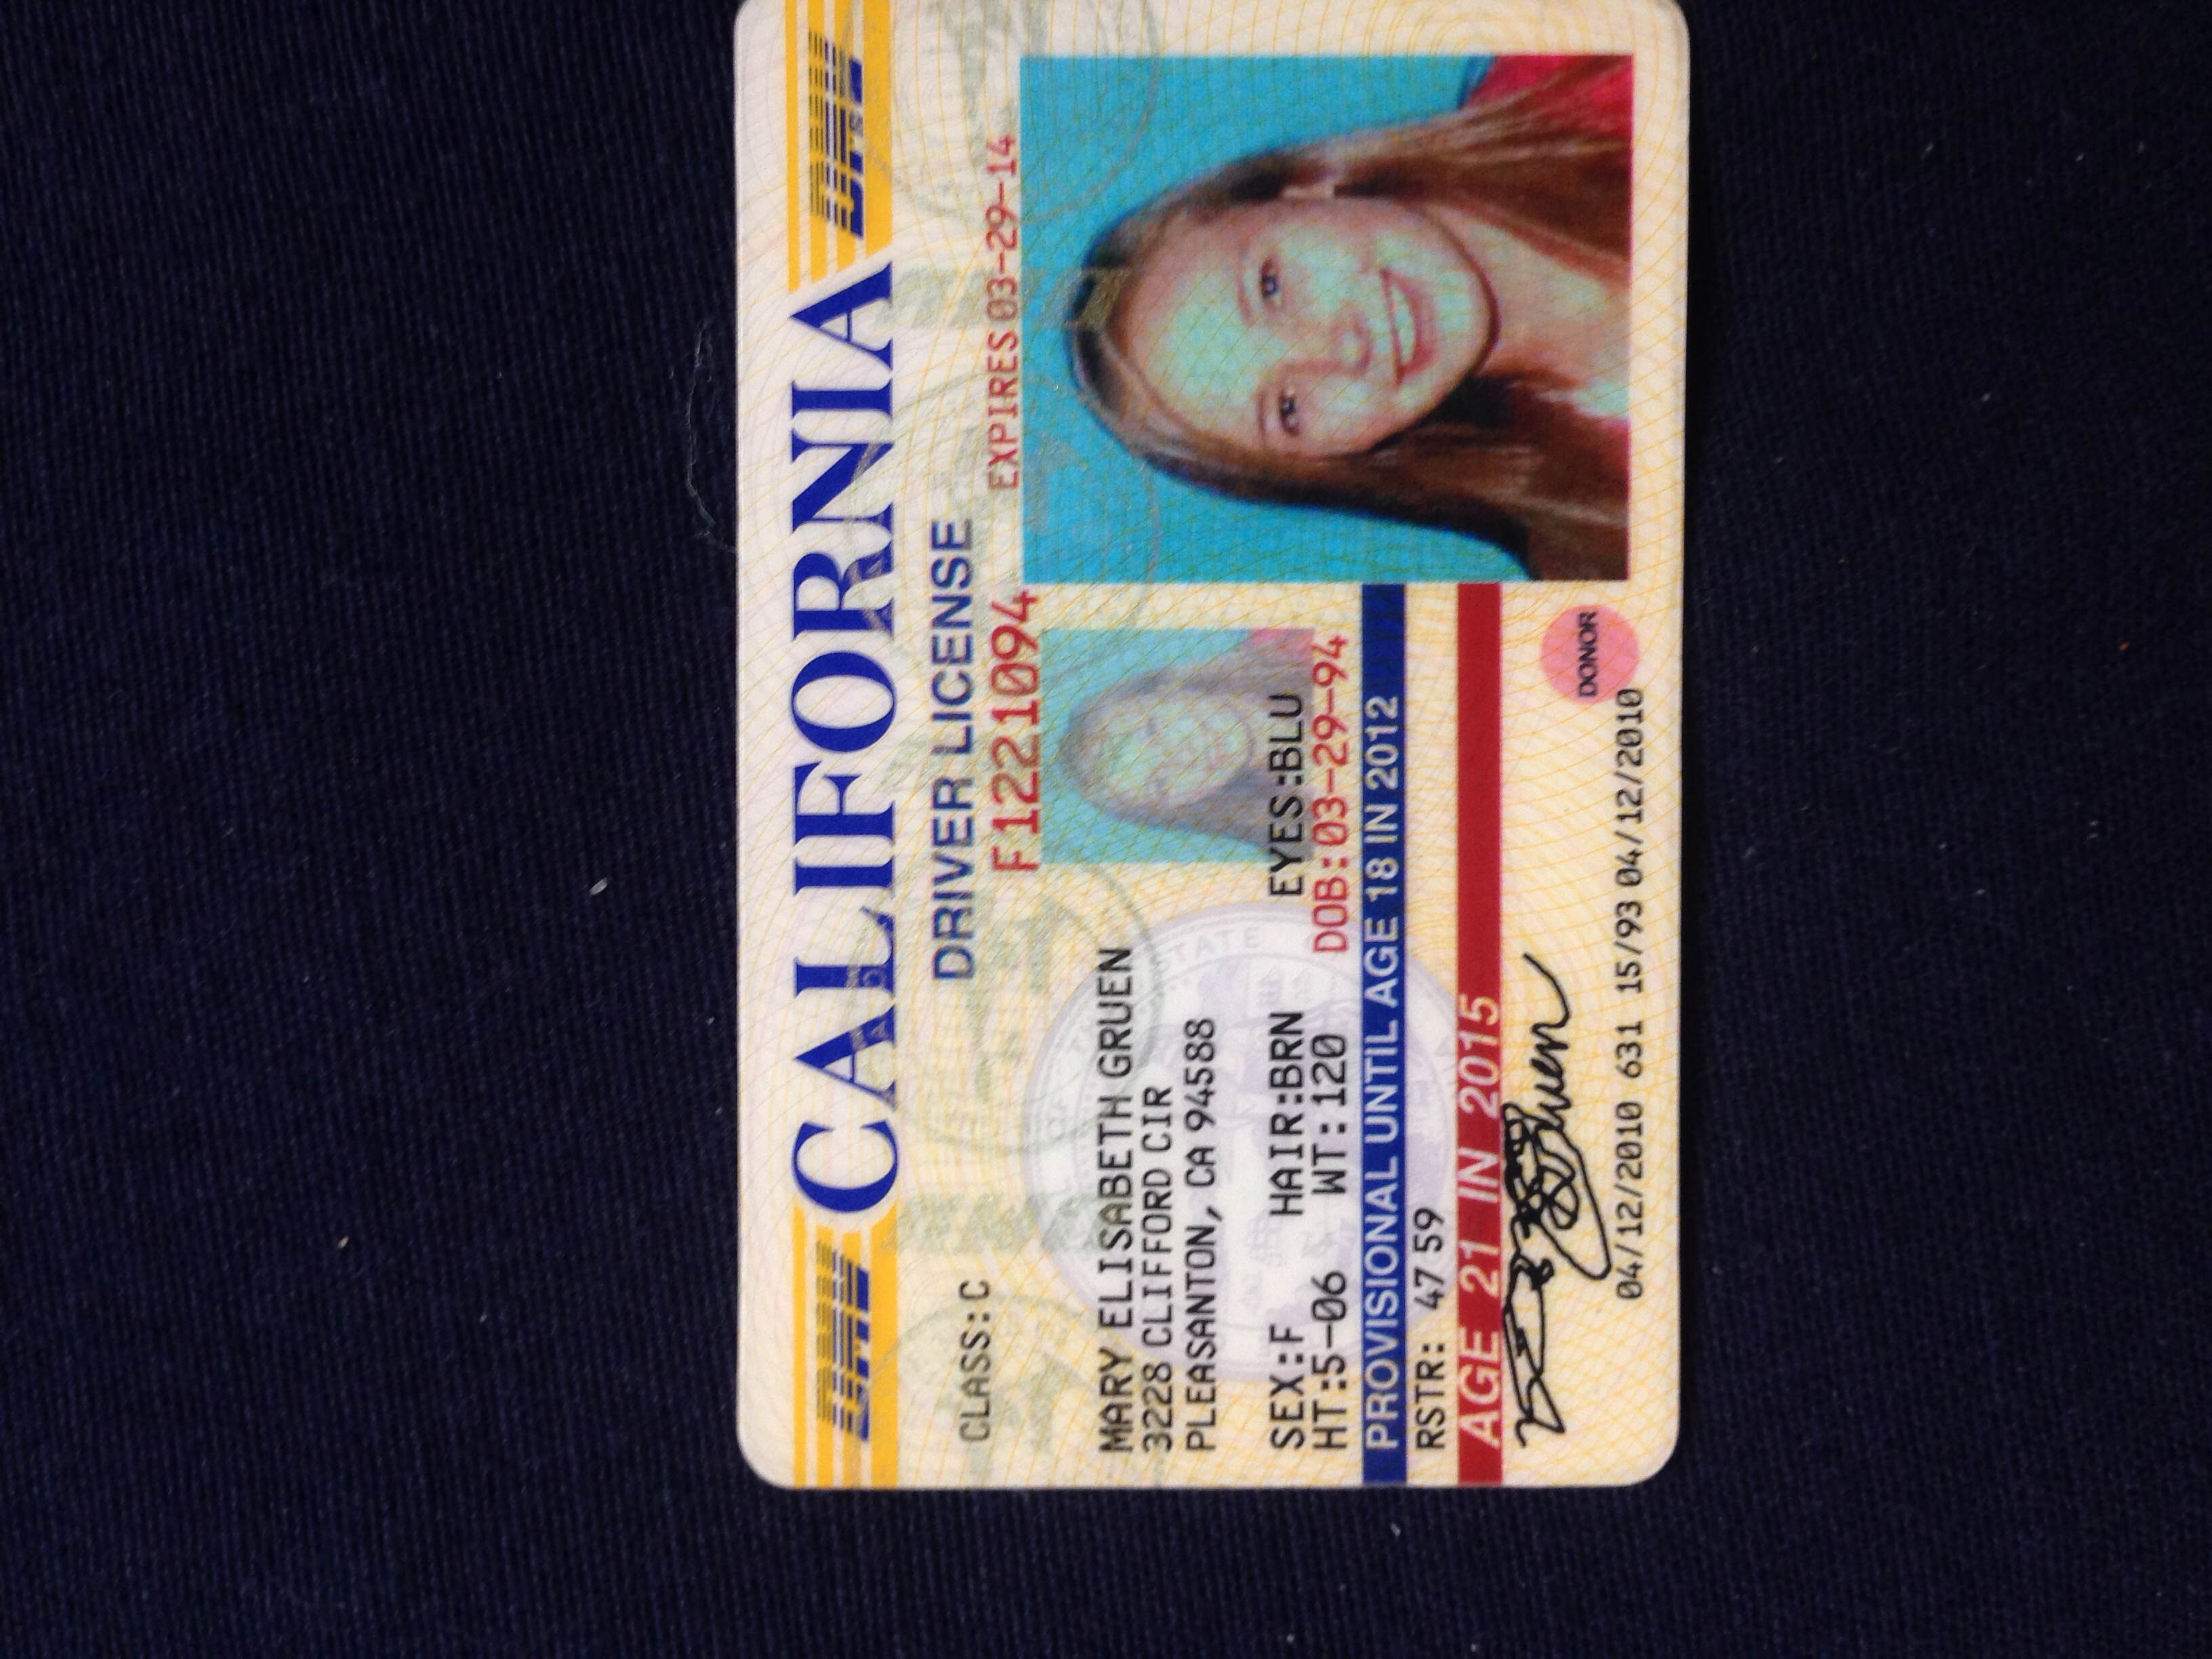 DMV CALIFORNIA DMV
DRIVER LICENSE
CLASS: C
F1221094 EXPIRES 03-29-14
MARY ELISABETH GRUEN
3228 CLIFFORD CIR
PLEASANTON, CA 94588
SEX:F HAIR:BRN EYES:BLU
HT:5-06 WT:120 DOB:03-29-94
PROVISIONAL UNTIL AGE 18 IN 2012
RSTR: 47 59
AGE 21 IN 2015
Gruen
DONOR
04/12/2010 631 15/93 04/12/2010